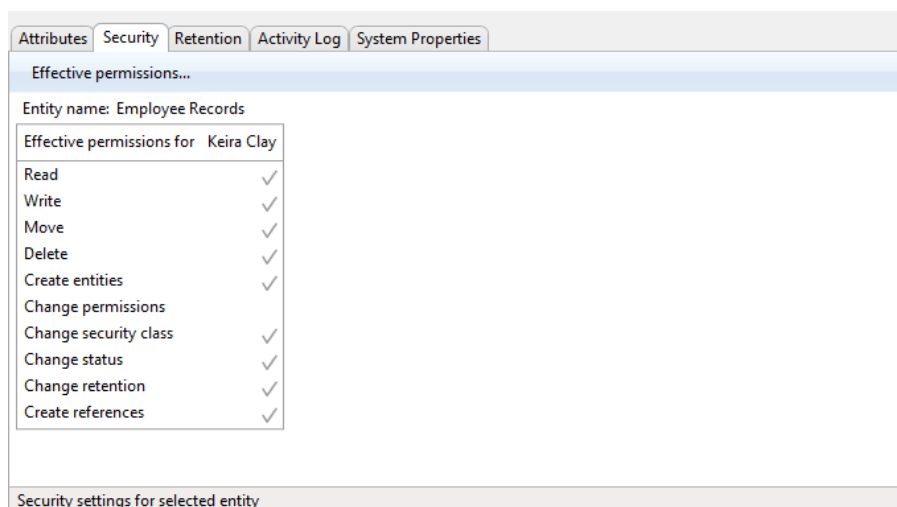 Attributes Security Retention Activity Log System Properties
Effective permissions...
Entity name: Employee Records
Effective permissions for Keira Clay
Read
Write
Move
Delete
Create entities
Change permissions
Change security class
Change status
Change retention
Create references
Security settings for selected entity